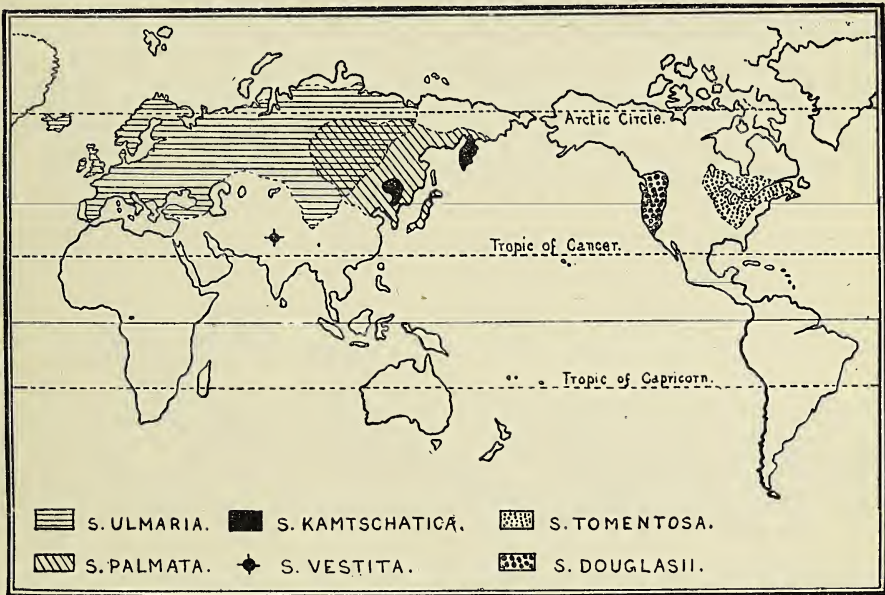 Arctic Circle.
Tropic of Cancer.
Tropic of Capricorn.
S. ULMARIA. S. KAMTSCHATICA. S. TOMENTOSA.
S. PALMATA. S. VESTITA. S. DOUGLASII.